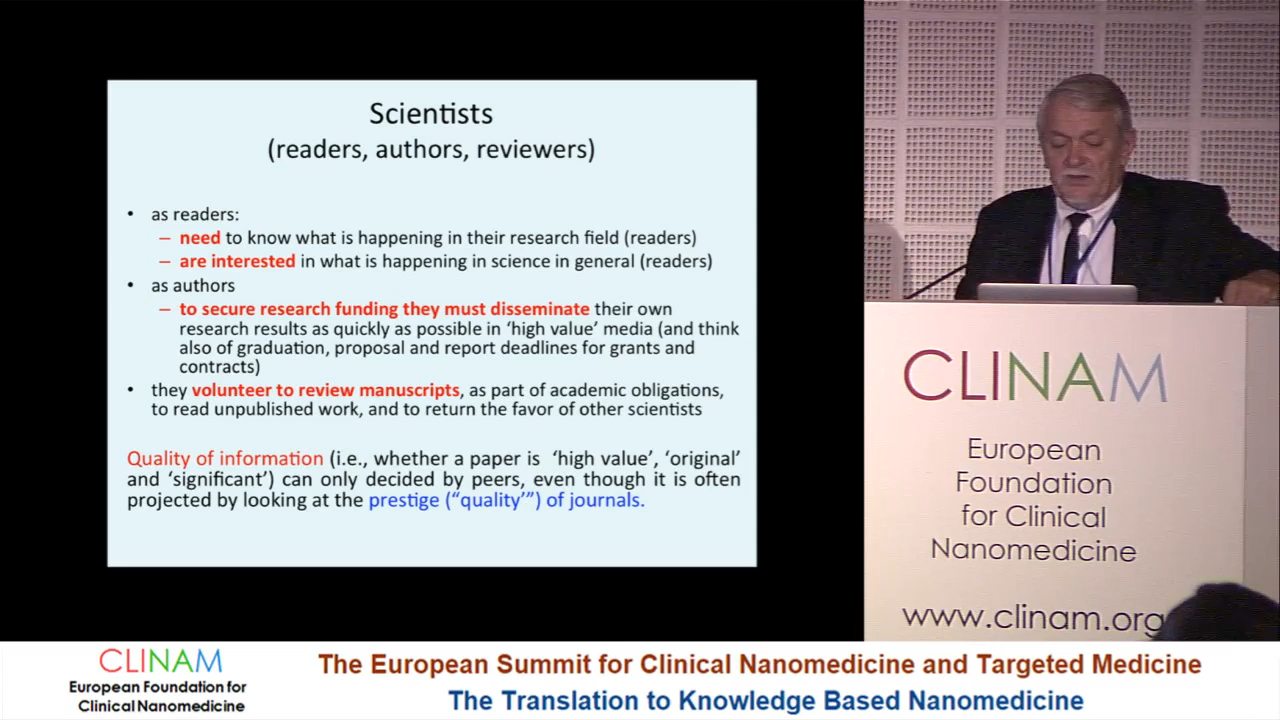 Scientists
(readers, authors, reviewers)
• as readers:
– need to know what is happening in their research field (readers)
– are interested in what is happening in science in general (readers)
• as authors
– to secure research funding they must disseminate their own
research results as quickly as possible in ‘high value’ media (and think
also of graduation, proposal and report deadlines for grants and
contracts)
• they volunteer to review manuscripts, as part of academic obligations,
to read unpublished work, and to return the favor of other scientists
Quality of information (i.e., whether a paper is ‘high value’, ‘original’
and ‘significant’) can only decided by peers, even though it is often
projected by looking at the prestige (“quality’”) of journals.
CLINAM
European
Foundation
for Clinical
Nanomedicine
www.clinam.org
CLINAM
European Foundation for
Clinical Nanomedicine
The European Summit for Clinical Nanomedicine and Targeted Medicine
The Translation to Knowledge Based Nanomedicine